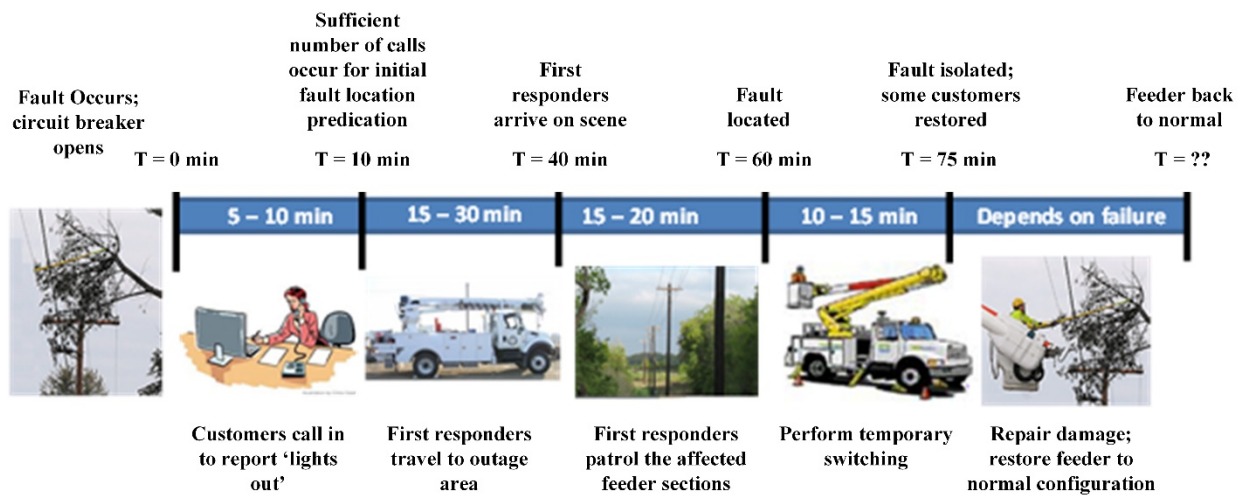 Fault Occurs;
circuit breaker
opens
T = 0 min
Sufficient
number of calls
occur for initial
fault location
predication
T = 10 min
First
responders
arrive on scene
T = 40 min
Fault
located
T = 60 min
Fault isolated;
some customers
restored
T = 75 min
Feeder back
to normal
T = ??
5 – 10 min
15 – 30 min
15 – 20 min
10 – 15 min
Depends on failure
Customers call in
to report ‘lights
out’
First responders
travel to outage
area
First responders
patrol the affected
feeder sections
Perform temporary
switching
Repair damage;
restore feeder to
normal configuration